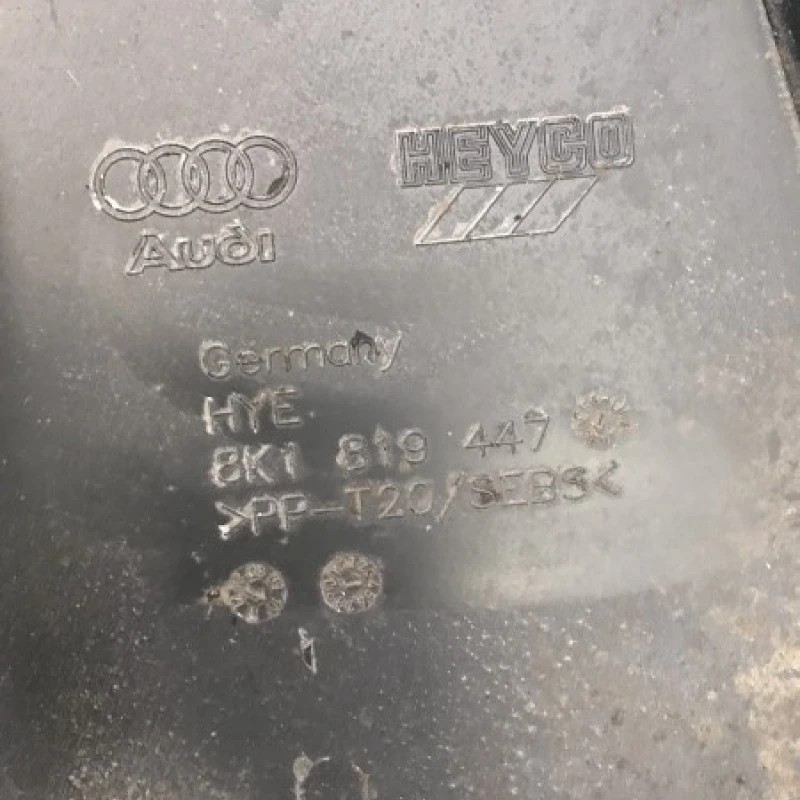 HEYCO
Audi
Germany
HYE
8K1 819 447
>PP-T20/SEBS<